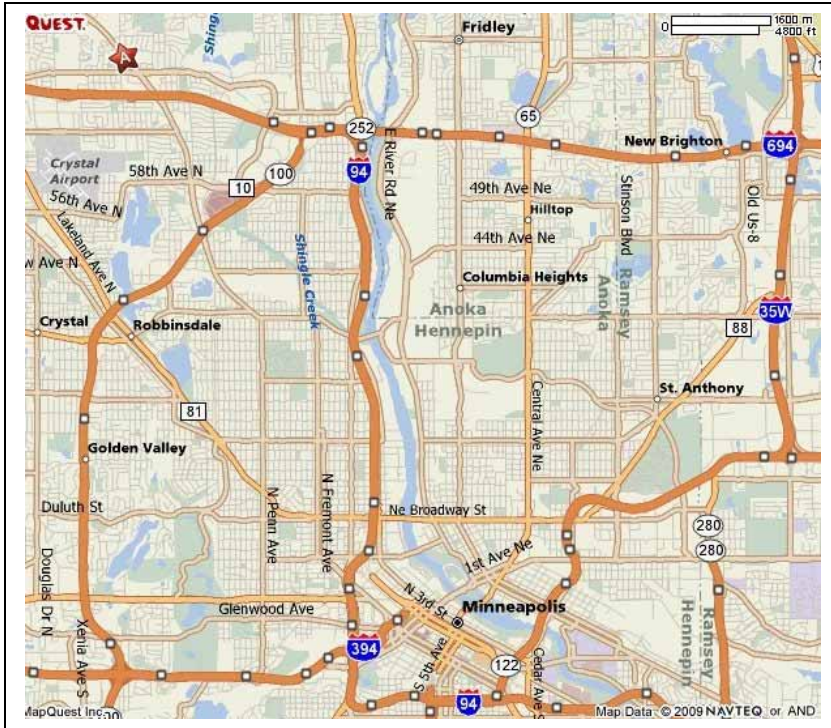 QUEST.
A
Shingle
Fridley
0 1600 m
4800 ft
252
E River Rd Ne
65
New Brighton
694
Crystal
Airport
58th Ave N
10
100
94
49th Ave Ne
Stinson Blvd
Old Us-8
56th Ave N
Lakeland Ave N
Hilltop
44th Ave Ne
w Ave N
Shingle Creek
Columbia Heights
Ramsey
Anoka
Anoka
Hennepin
35W
88
Crystal
Robbinsdale
St. Anthony
81
Central Ave Ne
Golden Valley
N Penn Ave
N Fremont Ave
Duluth St
Ne Broadway St
280
280
Douglas Dr N
1st Ave Ne
N 3rd St
Glenwood Ave
Minneapolis
Ramsey
Hennepin
Xenia Ave S
394
S 5th Ave
122
Cedar Ave S
94
MapQuest Inc
Map Data © 2009 NAVTEQ or AND